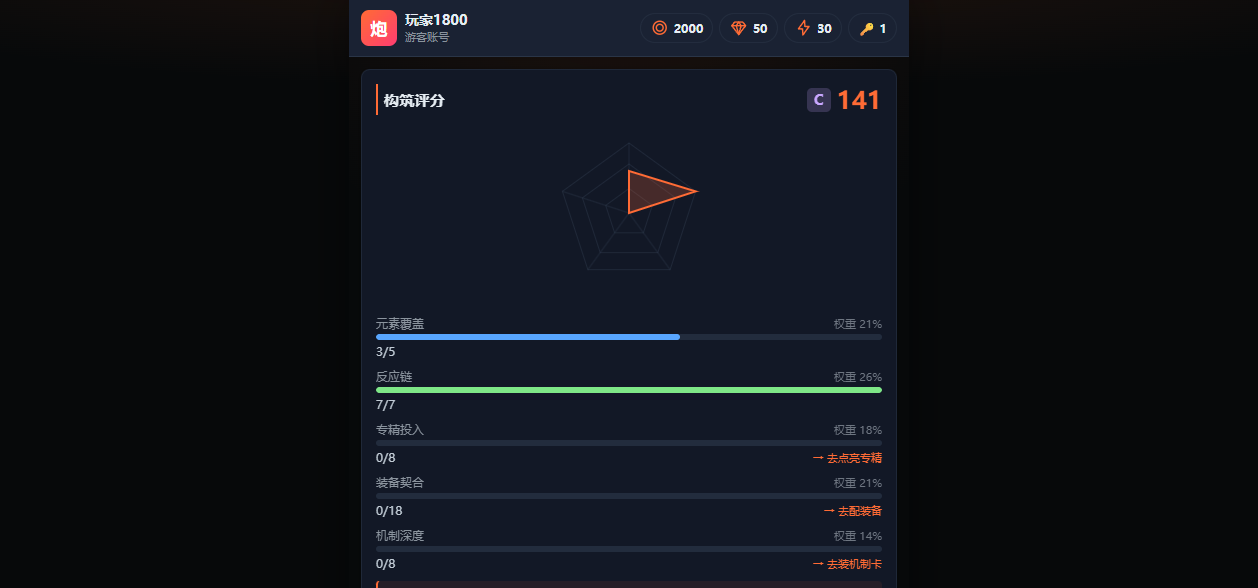 炮
玩家1800
游客账号
2000
50
30
1
构筑评分
C 141
元素覆盖 权重 21%
3/5
反应链 权重 26%
7/7
专精投入 权重 18%
0/8 → 去点亮专精
装备契合 权重 21%
0/18 → 去配装备
机制深度 权重 14%
0/8 → 去装机制卡